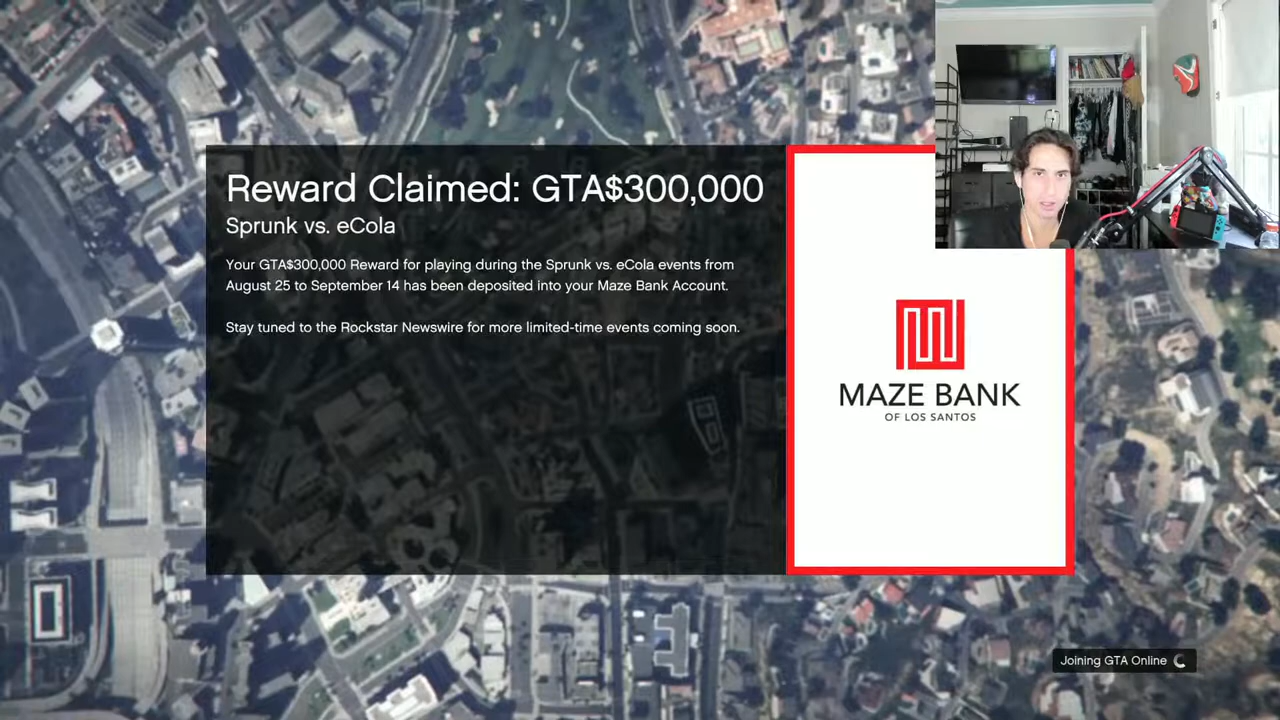 Reward Claimed: GTA$300,000
Sprunk vs. eCola
Your GTA$300,000 Reward for playing during the Sprunk vs. eCola events from
August 25 to September 14 has been deposited into your Maze Bank Account.
Stay tuned to the Rockstar Newswire for more limited-time events coming soon.
MAZE BANK
OF LOS SANTOS
Joining GTA Online